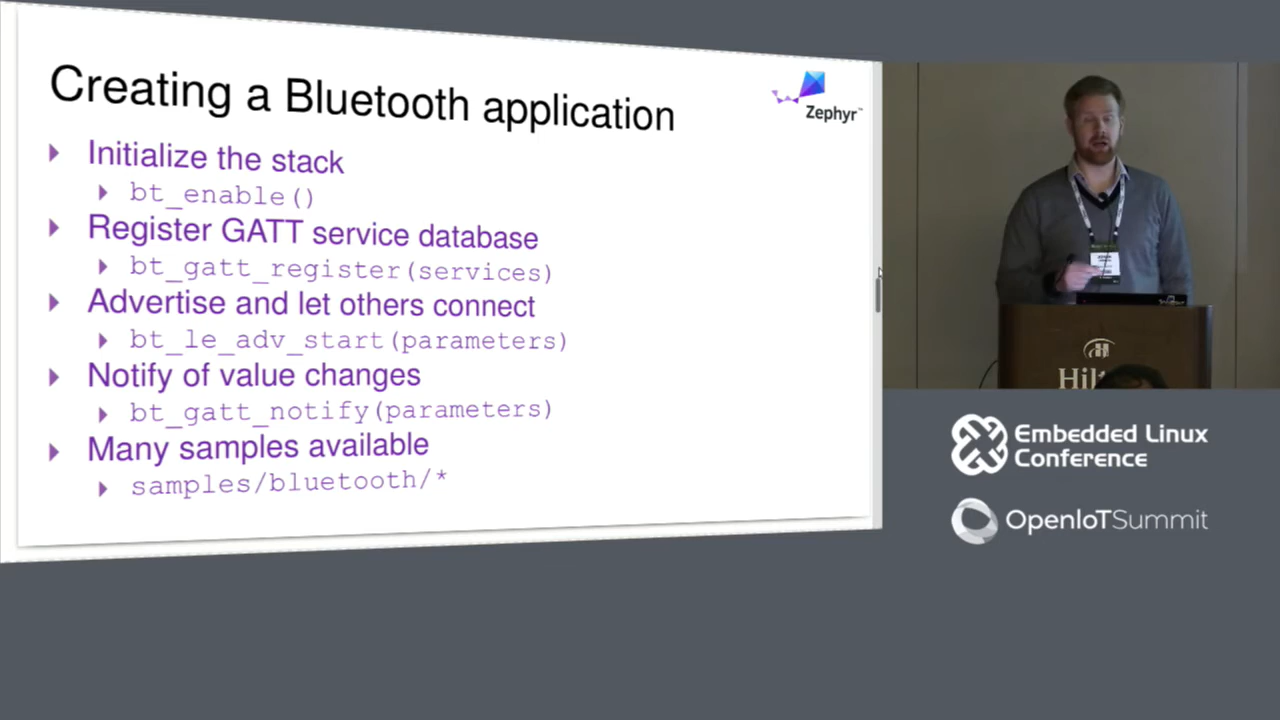 Creating a Bluetooth application
Zephyr™
Initialize the stack
bt_enable()
Register GATT service database
bt_gatt_register(services)
Advertise and let others connect
bt_le_adv_start(parameters)
Notify of value changes
bt_gatt_notify(parameters)
Many samples available
samples/bluetooth/*
Embedded Linux
Conference
OpenIoTSummit